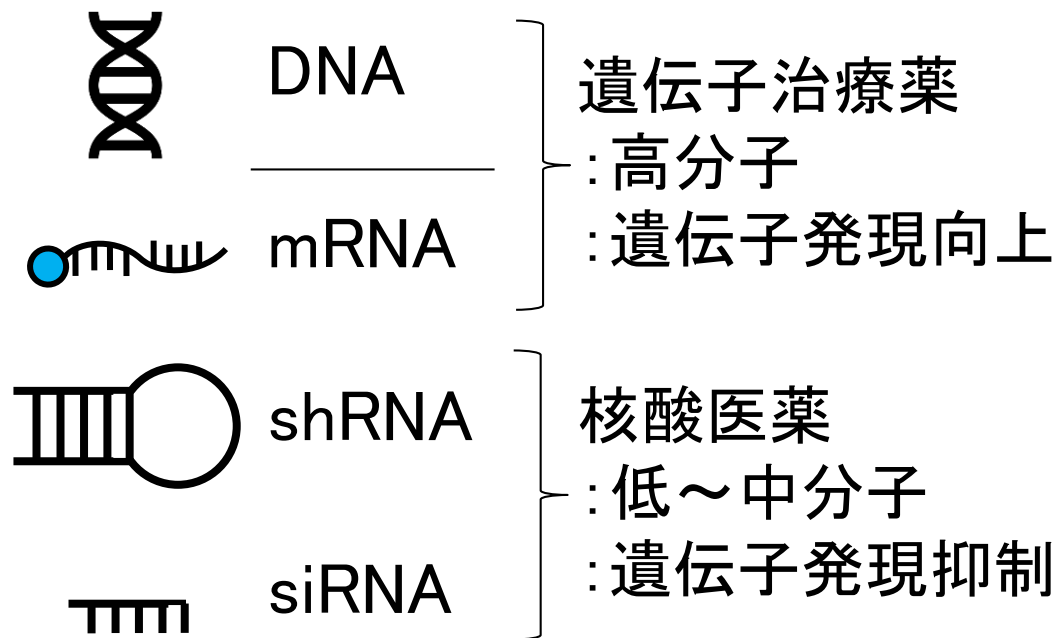 DNA
mRNA
遺伝子治療薬
:高分子
:遺伝子発現向上
shRNA
siRNA
核酸医薬
:低～中分子
:遺伝子発現抑制